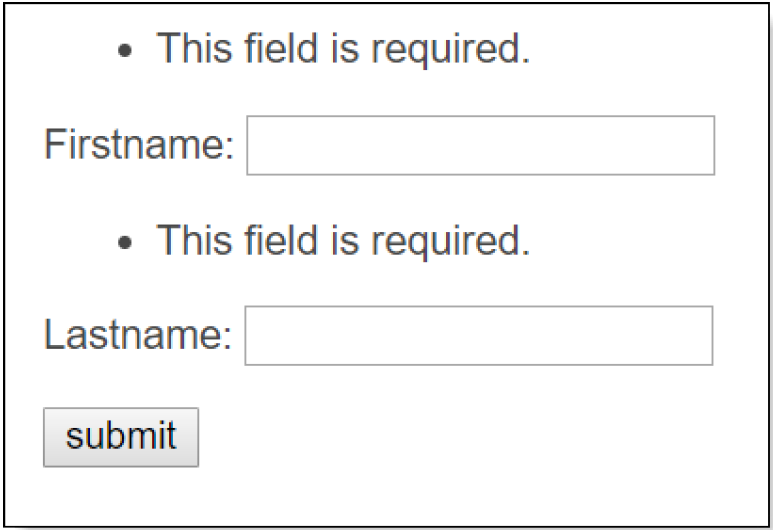 • This field is required.
Firstname:
• This field is required.
Lastname:
submit